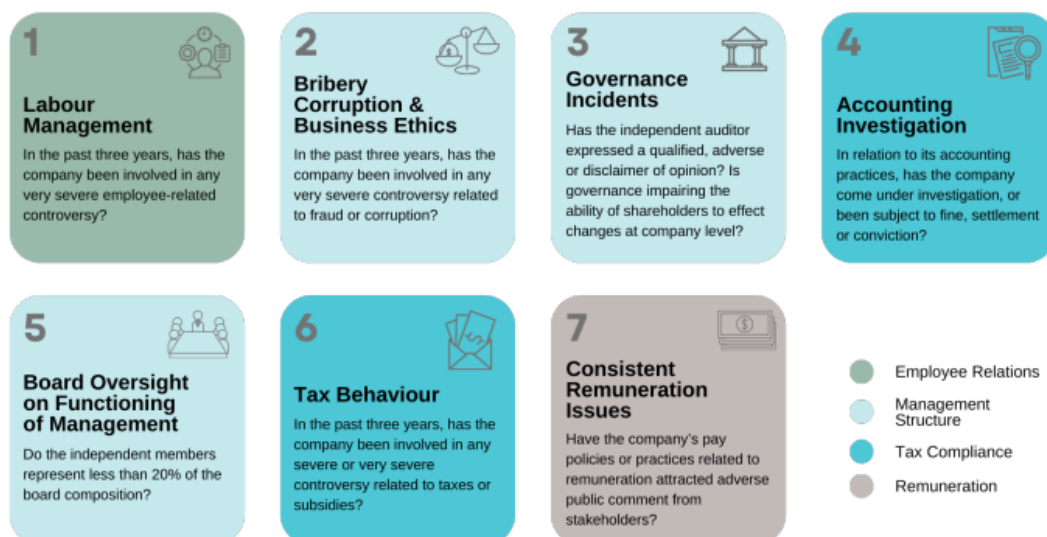 1
Labour
Management
In the past three years, has the
company been involved in any
very severe employee-related
controversy?
2
Bribery
Corruption &
Business Ethics
In the past three years, has the
company been involved in any
very severe controversy related
to fraud or corruption?
3
Governance
Incidents
Has the independent auditor
expressed a qualified, adverse
or disclaimer of opinion? Is
governance impairing the
ability of shareholders to effect
changes at company level?
4
Accounting
Investigation
In relation to its accounting
practices, has the company
come under investigation, or
been subject to fine, settlement
or conviction?
5
Board Oversight
on Functioning
of Management
Do the independent members
represent less than 20% of the
board composition?
6
Tax Behaviour
In the past three years, has the
company been involved in any
severe or very severe
controversy related to taxes or
subsidies?
7
Consistent
Remuneration
Issues
Have the company's pay
policies or practices related to
remuneration attracted adverse
public comment from
stakeholders?
Employee Relations
Management
Structure
Tax Compliance
Remuneration